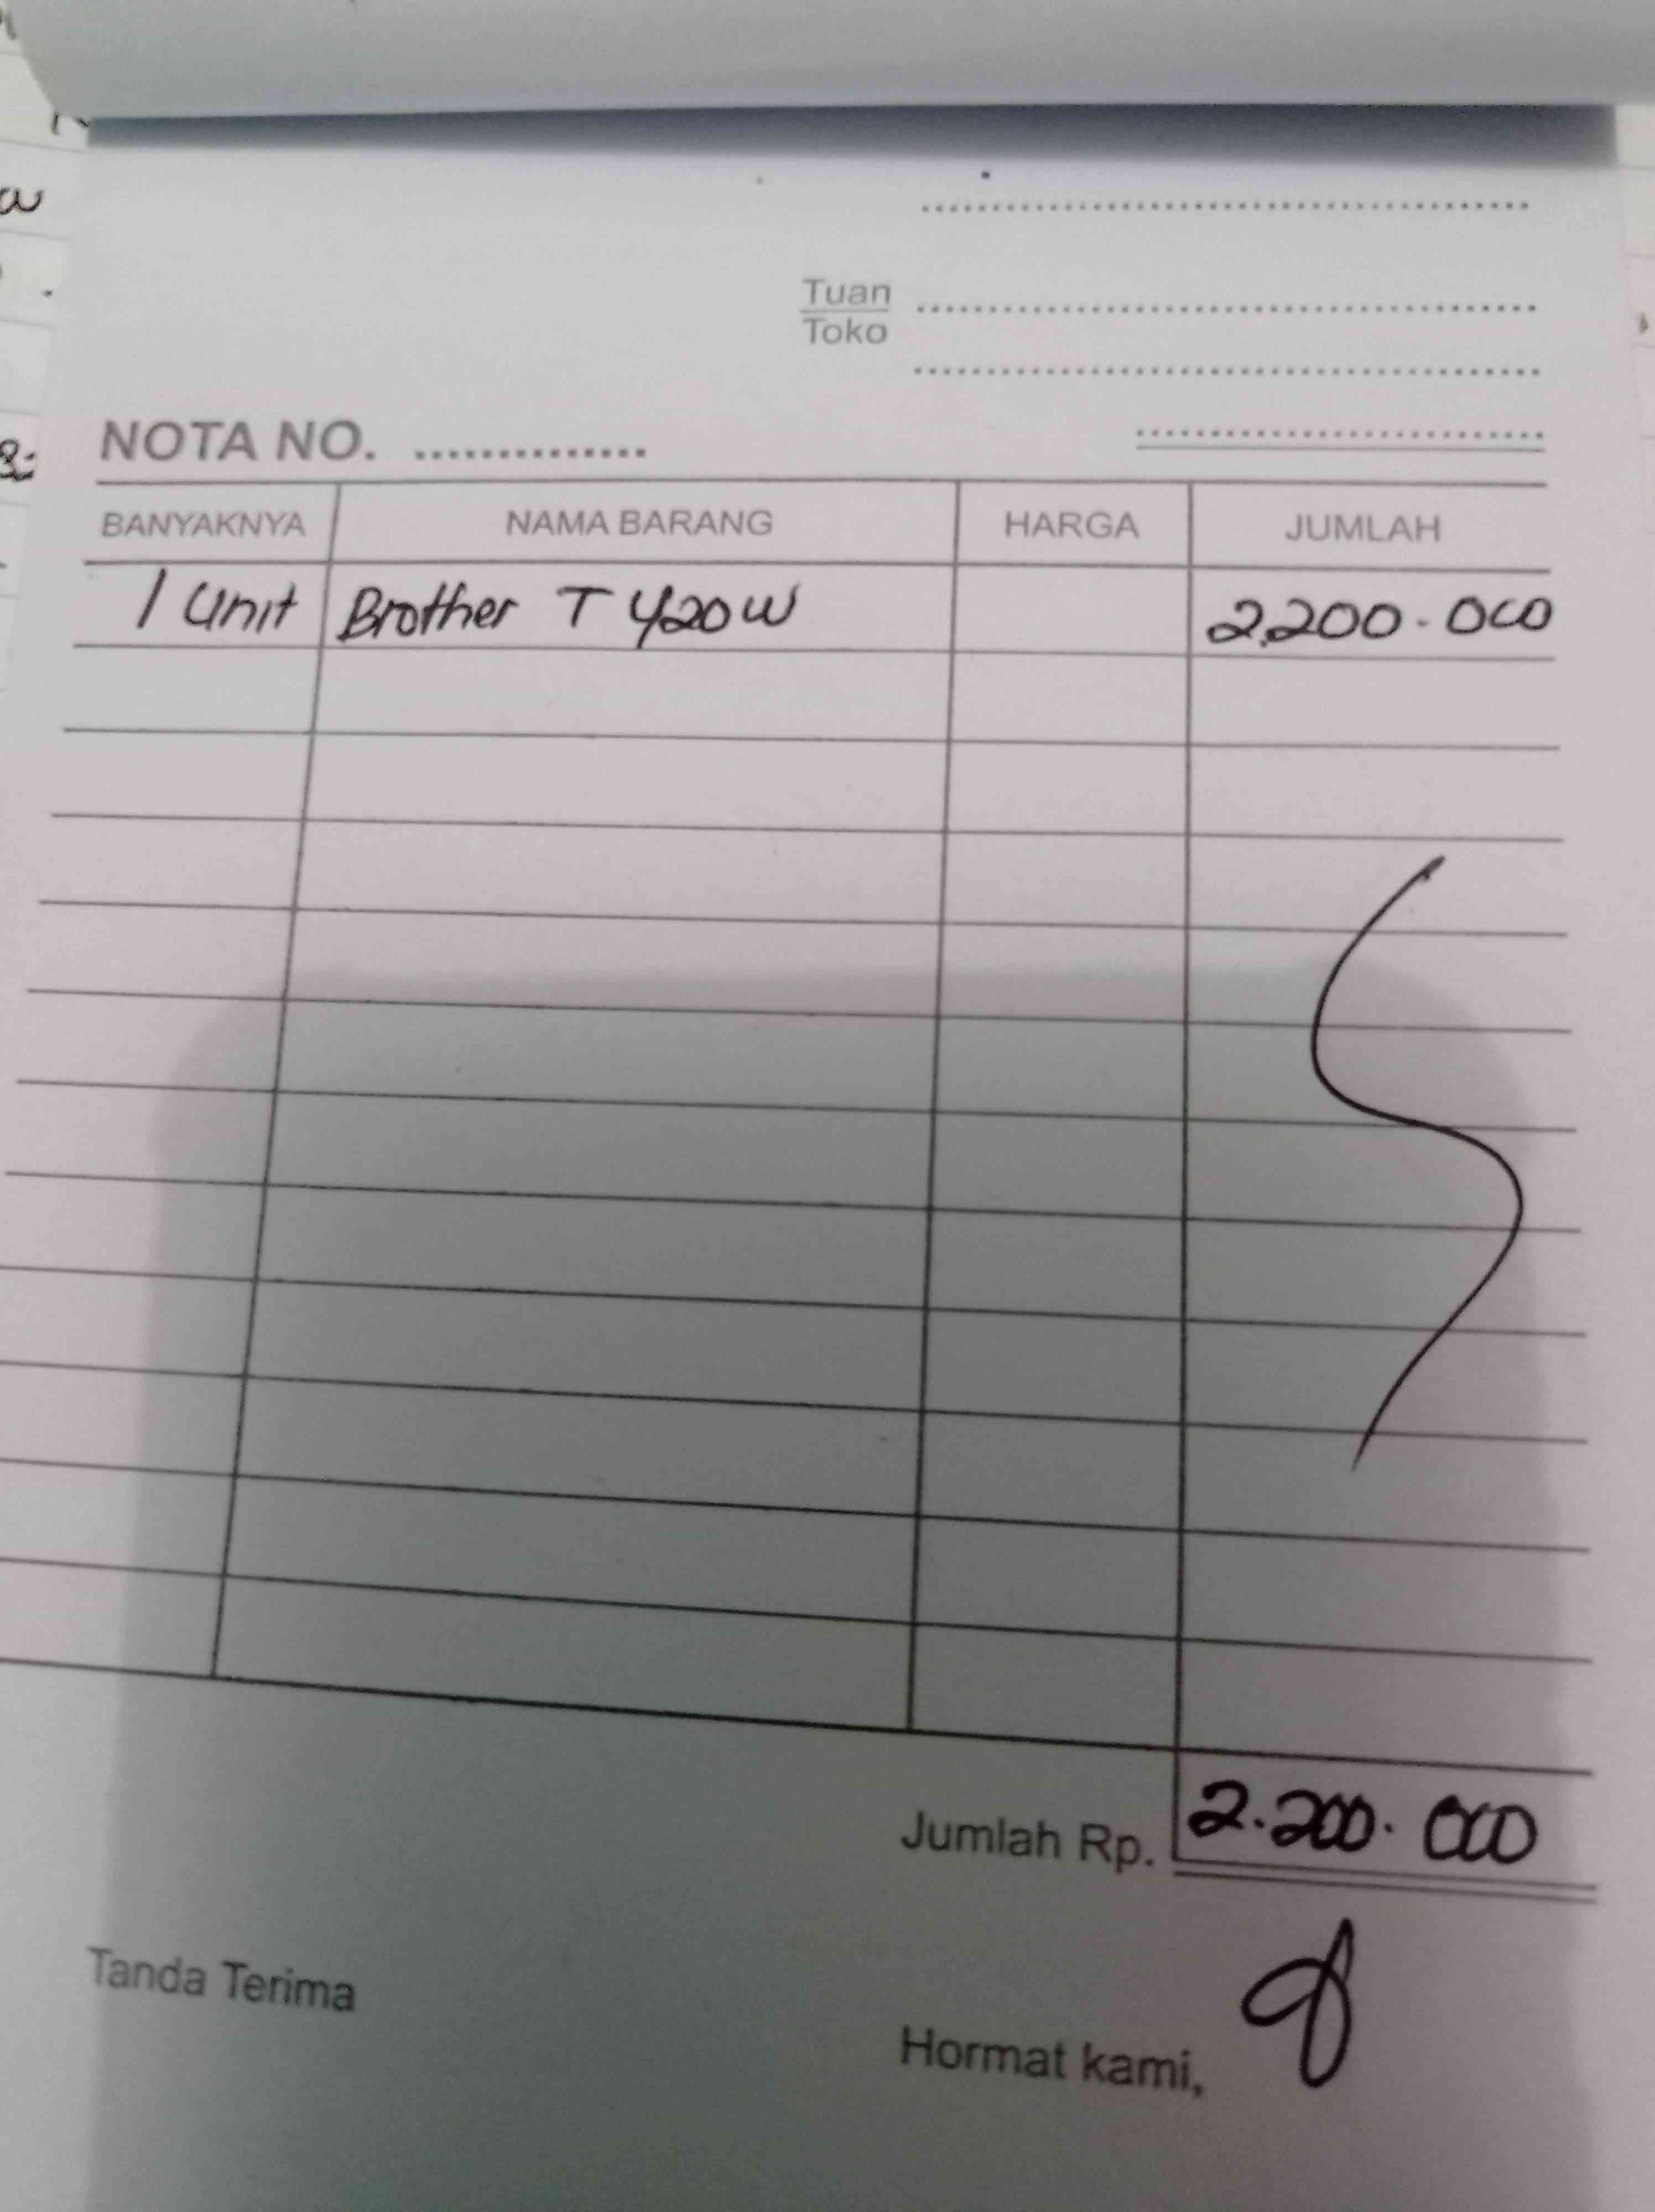 Tuan
Toko
NOTA NO. ..............
BANYAKNYA NAMA BARANG HARGA JUMLAH
1 Unit Brother T 420W 2.200.000
Jumlah Rp. 2.200.000
Tanda Terima
Hormat kami,